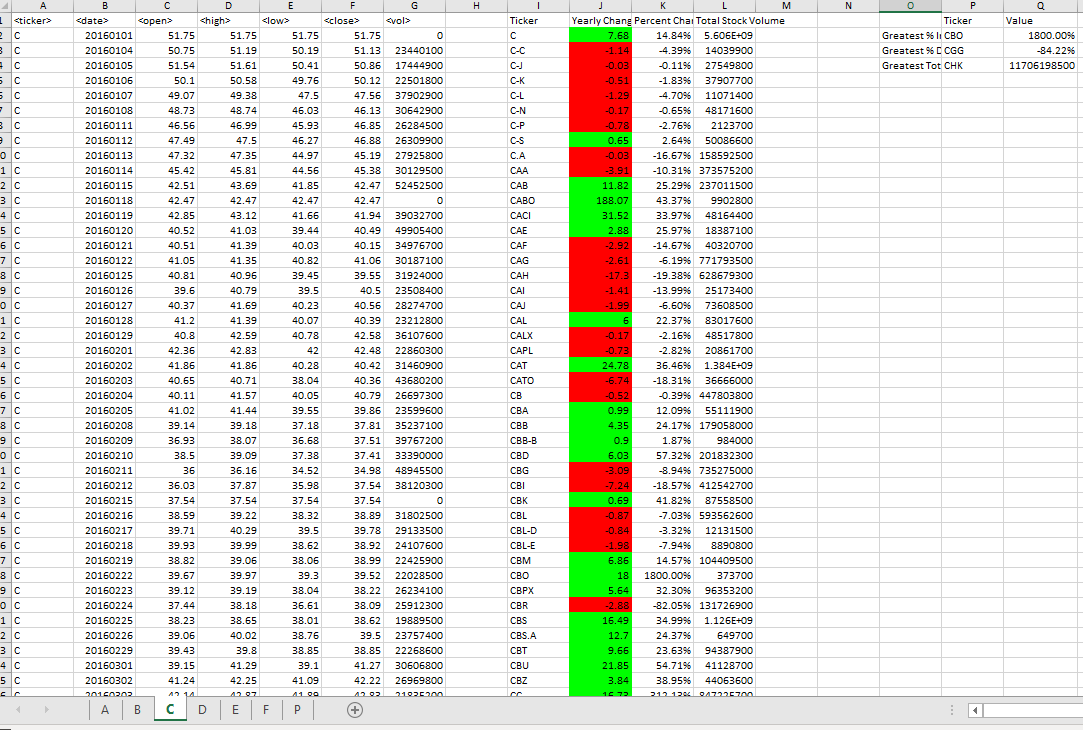 A B C D E F G H I J K L M N O P Q
<ticker> <date> <open> <high> <low> <close> <vol> Ticker Yearly Chang Percent Chan Total Stock Volume Ticker Value
C 20160101 51.75 51.75 51.75 51.75 0 C 7.68 14.84% 5.606E+09 Greatest % I CBO 1800.00%
C 20160104 50.75 51.19 50.19 51.13 23440100 C-C -1.14 -4.39% 14039900 Greatest % D CGG -84.22%
C 20160105 51.54 51.61 50.41 50.86 17444900 C-J -0.03 -0.11% 27549800 Greatest Tot CHK 11706198500
C 20160106 50.1 50.58 49.76 50.12 22501800 C-K -0.51 -1.83% 37907700
C 20160107 49.07 49.38 47.5 47.56 37902900 C-L -1.29 -4.70% 11071400
C 20160108 48.73 48.74 46.03 46.13 30642900 C-N -0.17 -0.65% 48171600
C 20160111 46.56 46.99 45.93 46.85 26284500 C-P -0.78 -2.76% 2123700
C 20160112 47.49 47.5 46.27 46.88 26309900 C-S 0.65 2.64% 50086600
C 20160113 47.32 47.35 44.97 45.19 27925800 C.A -0.03 -16.67% 158592500
C 20160114 45.42 45.81 44.56 45.38 30129500 CAA -3.91 -10.31% 373575200
C 20160115 42.51 43.69 41.85 42.47 52452500 CAB 11.82 25.29% 237011500
C 20160118 42.47 42.47 42.47 42.47 0 CABO 188.07 43.37% 9902800
C 20160119 42.85 43.12 41.66 41.94 39032700 CACI 31.52 33.97% 48164400
C 20160120 40.52 41.03 39.44 40.49 49905400 CAE 2.88 25.97% 18387100
C 20160121 40.51 41.39 40.03 40.15 34976700 CAF -2.92 -14.67% 40320700
C 20160122 41.05 41.35 40.82 41.06 30187100 CAG -2.61 -6.19% 771793500
C 20160125 40.81 40.96 39.45 39.55 31924000 CAH -17.3 -19.38% 628679300
C 20160126 39.6 40.79 39.5 40.5 23508400 CAI -1.41 -13.99% 25173400
C 20160127 40.37 41.69 40.23 40.56 28274700 CAJ -1.99 -6.60% 73608500
C 20160128 41.2 41.39 40.07 40.39 23212800 CAL 6 22.37% 83017600
C 20160129 40.8 42.59 40.78 42.58 36107600 CALX -0.17 -2.16% 48517800
C 20160201 42.36 42.83 42 42.48 22860300 CAPL -0.73 -2.82% 20861700
C 20160202 41.86 41.86 40.28 40.42 31460900 CAT 24.78 36.46% 1.384E+09
C 20160203 40.65 40.71 38.04 40.36 43680200 CATO -6.74 -18.31% 36666000
C 20160204 40.11 41.57 40.05 40.79 26697300 CB -0.52 -0.39% 447803800
C 20160205 41.02 41.44 39.55 39.86 23599600 CBA 0.99 12.09% 55111900
C 20160208 39.14 39.18 37.18 37.81 35237100 CBB 4.35 24.17% 179058000
C 20160209 36.93 38.07 36.68 37.51 39767200 CBB-B 0.9 1.87% 984000
C 20160210 38.5 39.09 37.38 37.41 33390000 CBD 6.03 57.32% 201832300
C 20160211 36 36.16 34.52 34.98 48945500 CBG -3.09 -8.94% 735275000
C 20160212 36.03 37.87 35.98 37.54 38120300 CBI -7.24 -18.57% 412542700
C 20160215 37.54 37.54 37.54 37.54 0 CBK 0.69 41.82% 87558500
C 20160216 38.59 39.22 38.32 38.89 31802500 CBL -0.87 -7.03% 593562600
C 20160217 39.71 40.29 39.5 39.78 29133500 CBL-D -0.84 -3.32% 12131500
C 20160218 39.93 39.99 38.62 38.92 24107600 CBL-E -1.98 -7.94% 8890800
C 20160219 38.82 39.06 38.06 38.99 22425900 CBM 6.86 14.57% 104409500
C 20160222 39.67 39.97 39.3 39.52 22028500 CBO 18 1800.00% 373700
C 20160223 39.12 39.19 38.04 38.22 26234100 CBPX 5.64 32.30% 96353200
C 20160224 37.44 38.18 36.61 38.09 25912300 CBR -2.88 -82.05% 131726900
C 20160225 38.23 38.65 38.01 38.62 19889500 CBS 16.49 34.99% 1.126E+09
C 20160226 39.06 40.02 38.76 39.5 23757400 CBS.A 12.7 24.37% 649700
C 20160229 39.43 39.8 38.85 38.85 22268600 CBT 9.66 23.63% 94387900
C 20160301 39.15 41.29 39.1 41.27 30606800 CBU 21.85 54.71% 41128700
C 20160302 41.24 42.25 41.09 42.22 26969800 CBZ 3.84 38.95% 44063600
A B C D E F P